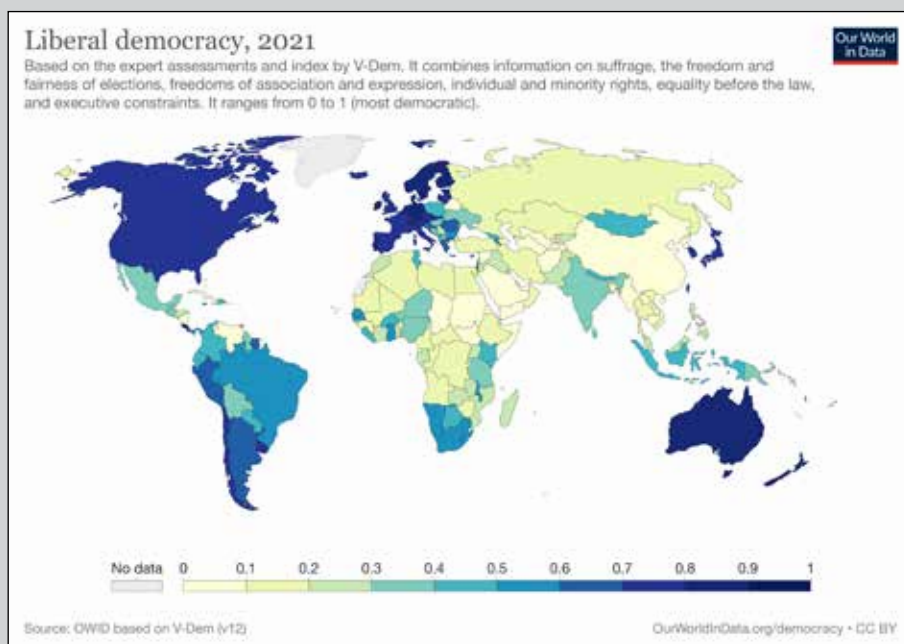 Liberal democracy, 2021
Our World
in Data
Based on the expert assessments and index by V-Dem. It combines information on suffrage, the freedom and
fairness of elections, freedoms of association and expression, individual and minority rights, equality before the law,
and executive constraints. It ranges from 0 to 1 (most democratic).
No data 0 0.1 0.2 0.3 0.4 0.5 0.6 0.7 0.8 0.9 1
Source: OWID based on V-Dem (v12)
OurWorldInData.org/democracy • CC BY